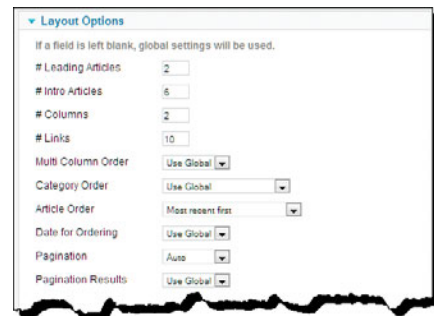 Layout Options
If a field is left blank, global settings will be used.
# Leading Articles 2
# Intro Articles 6
# Columns 2
# Links 10
Multi Column Order Use Global
Category Order Use Global
Article Order Most recent first
Date for Ordering Use Global
Pagination Auto
Pagination Results Use Global